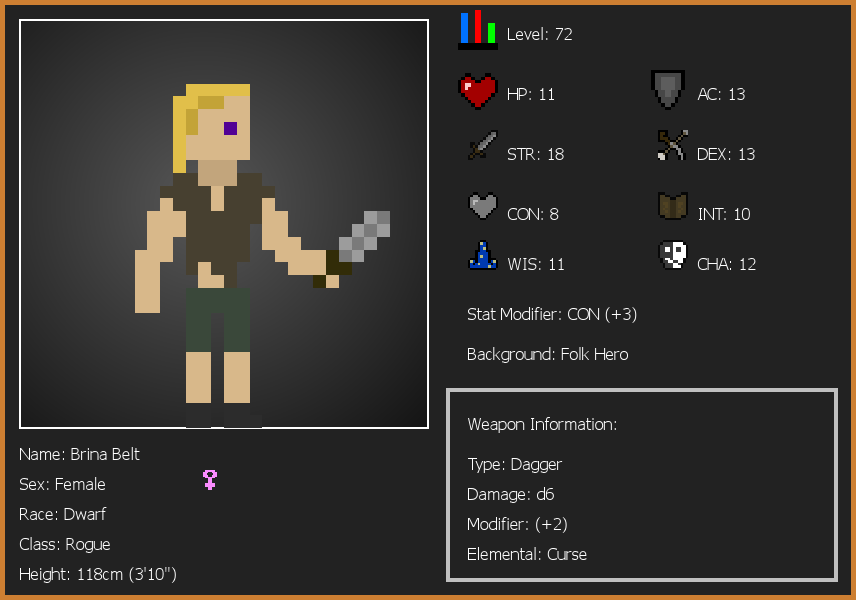 Level: 72
HP: 11
AC: 13
STR: 18
DEX: 13
CON: 8
INT: 10
WIS: 11
CHA: 12
Stat Modifier: CON (+3)
Background: Folk Hero
Weapon Information:
Type: Dagger
Damage: d6
Modifier: (+2)
Elemental: Curse
Name: Brina Belt
Sex: Female
Race: Dwarf
Class: Rogue
Height: 118cm (3'10")